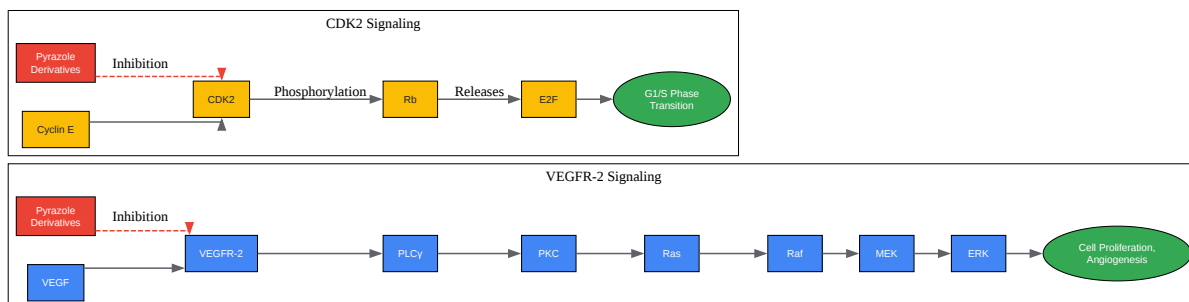 CDK2 Signaling
Pyrazole
Derivatives
Inhibition
CDK2
Phosphorylation
Rb
Releases
E2F
G1/S Phase
Transition
Cyclin E
VEGFR-2 Signaling
Pyrazole
Derivatives
Inhibition
VEGFR-2
PLCγ
PKC
Ras
Raf
MEK
ERK
Cell Proliferation,
Angiogenesis
VEGF